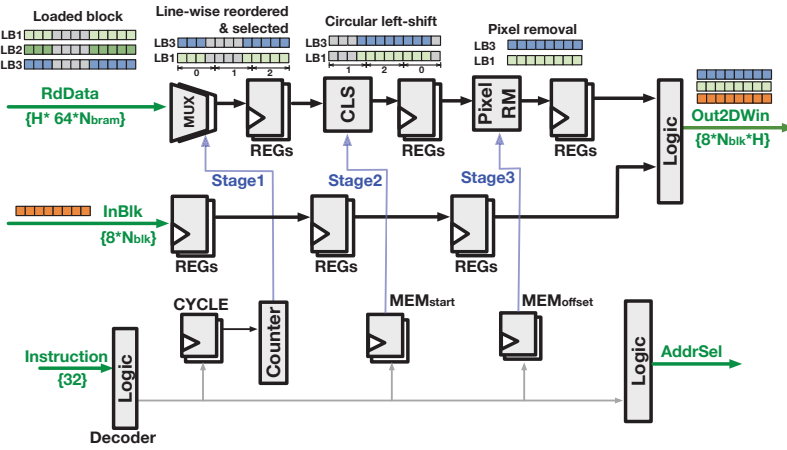 Loaded block
Line-wise reordered
& selected
Circular left-shift
Pixel removal
LB1
LB2
LB3
LB3
LB1
0 1 2
LB3
LB1
1 2 0
LB3
LB1
RdData
{H* 64*Nbram}
MUX
REGs
CLS
REGs
Pixel
RM
REGs
Logic
Out2DWin
{8*Nblk*H}
Stage1
Stage2
Stage3
InBlk
{8*Nblk}
REGs
REGs
REGs
CYCLE
Counter
MEMstart
MEMoffset
Instruction
{32}
Logic
Decoder
Logic
AddrSel